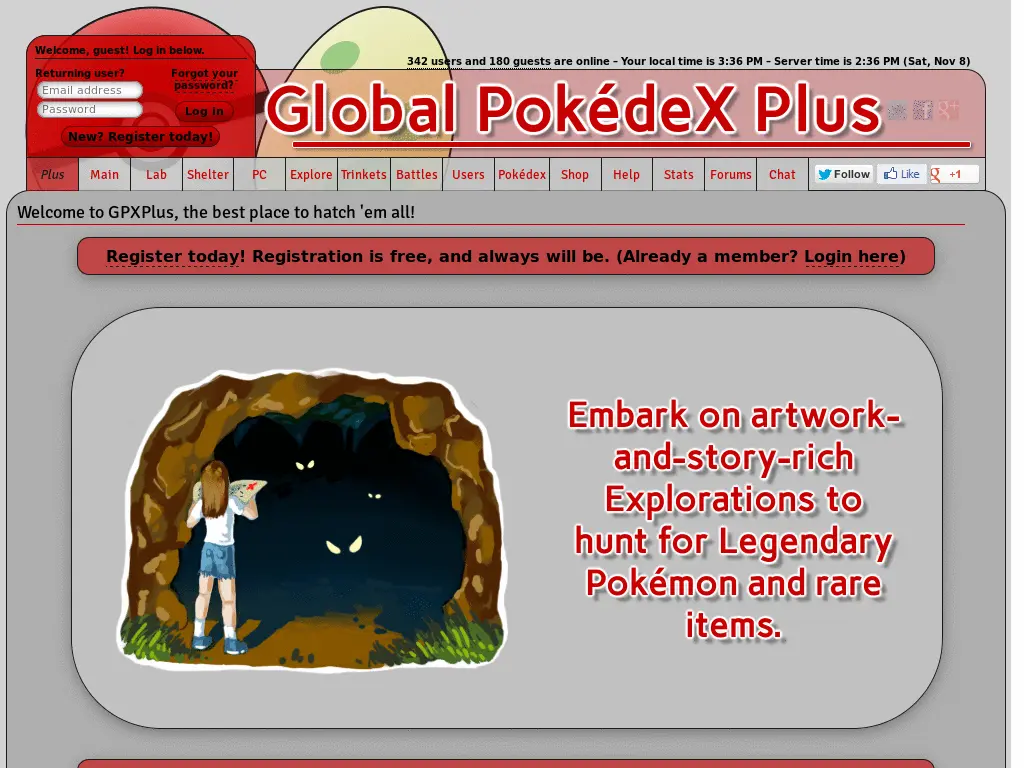 Welcome, guest! Log in below.
342 users and 180 guests are online – Your local time is 3:36 PM – Server time is 2:36 PM (Sat, Nov 8)
Returning user?
Forgot your
password?
Email address
Password
Log in
New? Register today!
Global PokédeX Plus
Plus Main Lab Shelter PC Explore Trinkets Battles Users Pokédex Shop Help Stats Forums Chat Follow Like +1
Welcome to GPXPlus, the best place to hatch 'em all!
Register today! Registration is free, and always will be. (Already a member? Login here)
Embark on artwork-
and-story-rich
Explorations to
hunt for Legendary
Pokémon and rare
items.